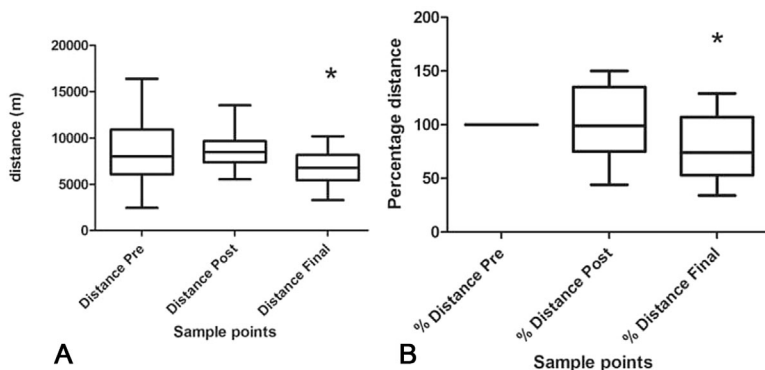 distance (m)
20000
15000
10000
5000
0
*
Distance Pre
Distance Post
Distance Final
Sample points
A
Percentage distance
200
150
100
50
0
*
% Distance Pre
% Distance Post
% Distance Final
Sample points
B